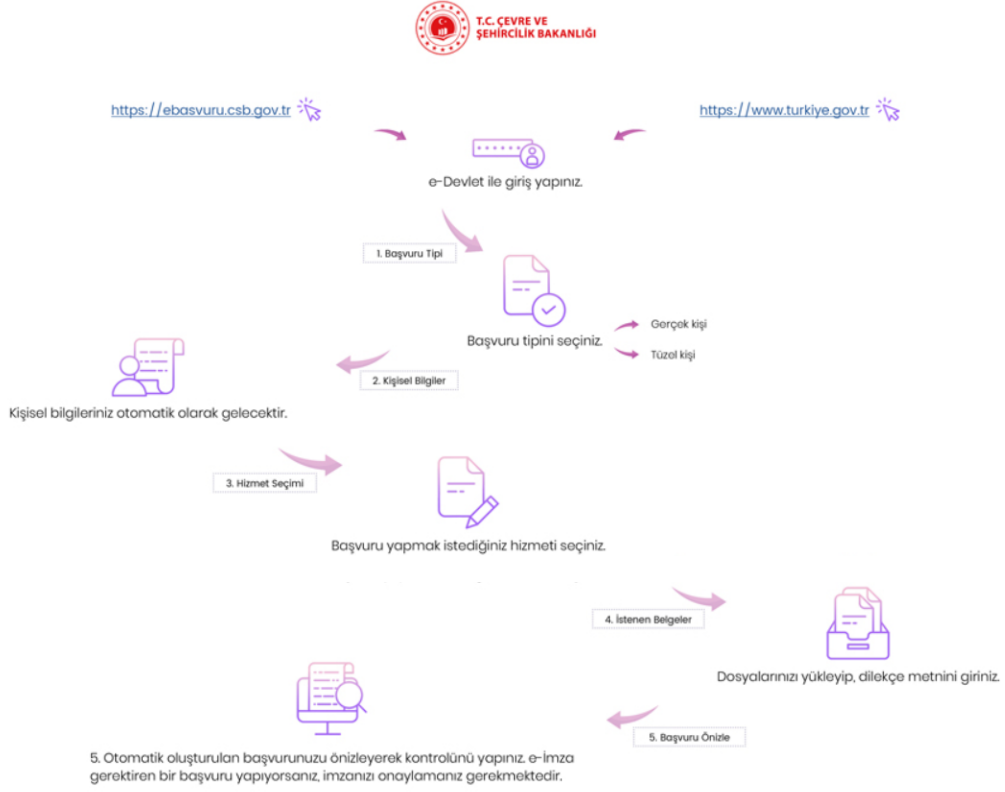 T.C. ÇEVRE VE
ŞEHİRCİLİK BAKANLIĞI
https://ebasvuru.csb.gov.tr
https://www.turkiye.gov.tr
e-Devlet ile giriş yapınız.
1. Başvuru Tipi
Başvuru tipini seçiniz.
Gerçek kişi
Tüzel kişi
2. Kişisel Bilgiler
Kişisel bilgileriniz otomatik olarak gelecektir.
3. Hizmet Seçimi
Başvuru yapmak istediğiniz hizmeti seçiniz.
4. İstenen Belgeler
Dosyalarınızı yükleyip, dilekçe metnini giriniz.
5. Başvuru Önizle
5. Otomatik oluşturulan başvurunuzu önizleyerek kontrolünü yapınız. e-İmza
gerektiren bir başvuru yapıyorsanız, imzanızı onaylamanız gerekmektedir.